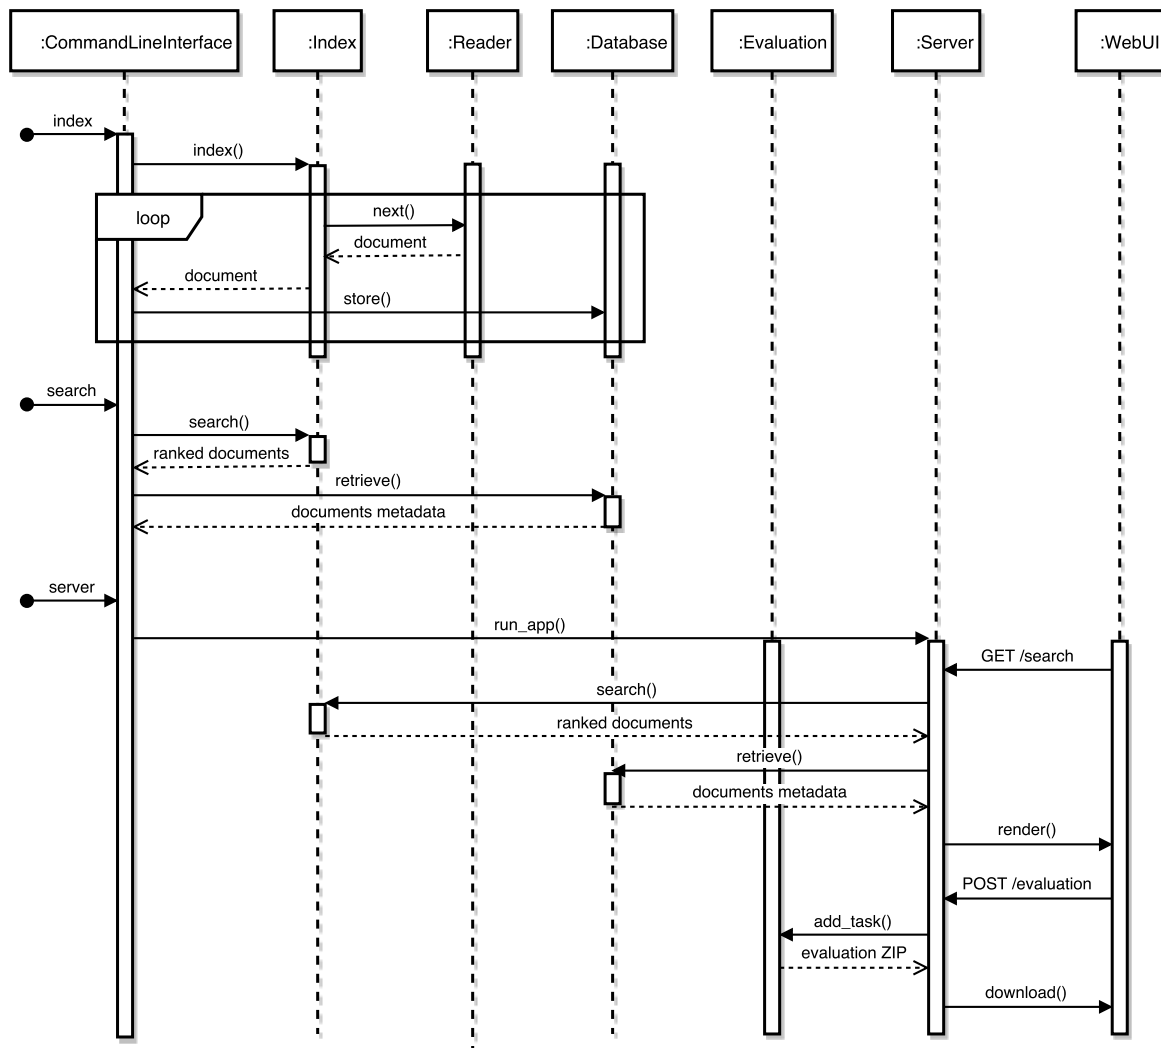 :CommandLineInterface
:Index
:Reader
:Database
:Evaluation
:Server
:WebUI
index
index()
loop
next()
document
document
store()
search
search()
ranked documents
retrieve()
documents metadata
server
run_app()
GET /search
search()
ranked documents
retrieve()
documents metadata
render()
POST /evaluation
add_task()
evaluation ZIP
download()